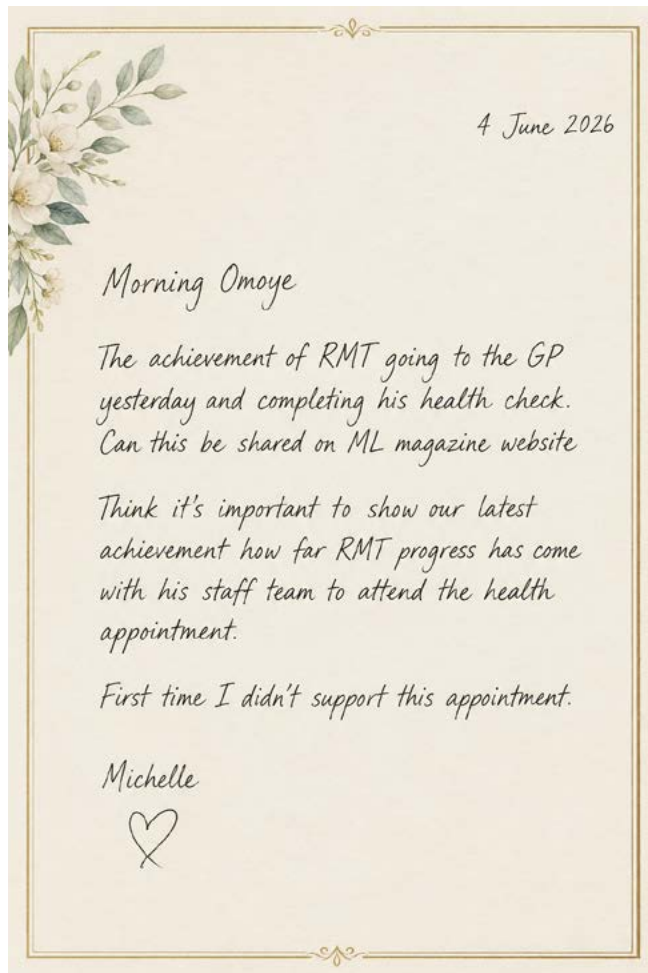 4 June 2026
Morning Omoye
The achievement of RMT going to the GP
yesterday and completing his health check.
Can this be shared on ML magazine website
Think it's important to show our latest
achievement how far RMT progress has come
with his staff team to attend the health
appointment.
First time I didn't support this appointment.
Michelle